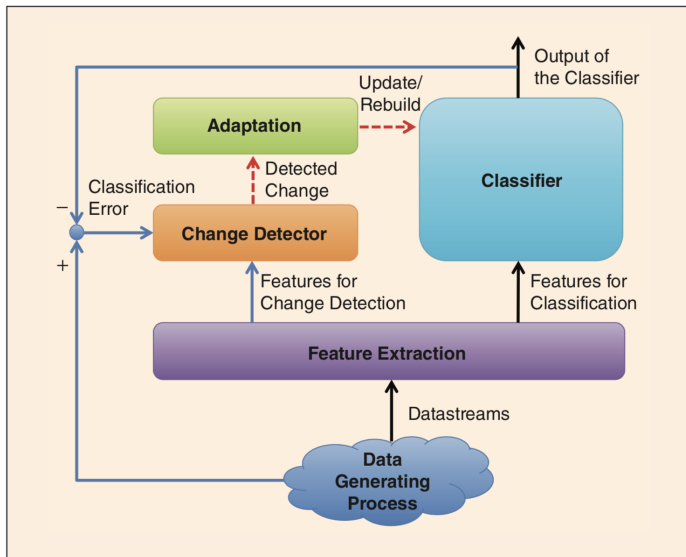 Output of
the Classifier
Update/
Rebuild
Adaptation
Classifier
Detected
Change
Classification
Error
−
+
Change Detector
Features for
Change Detection
Features for
Classification
Feature Extraction
Datastreams
Data
Generating
Process